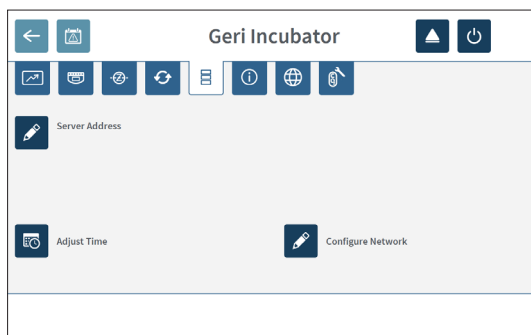 Geri Incubator
Server Address
Adjust Time
Configure Network